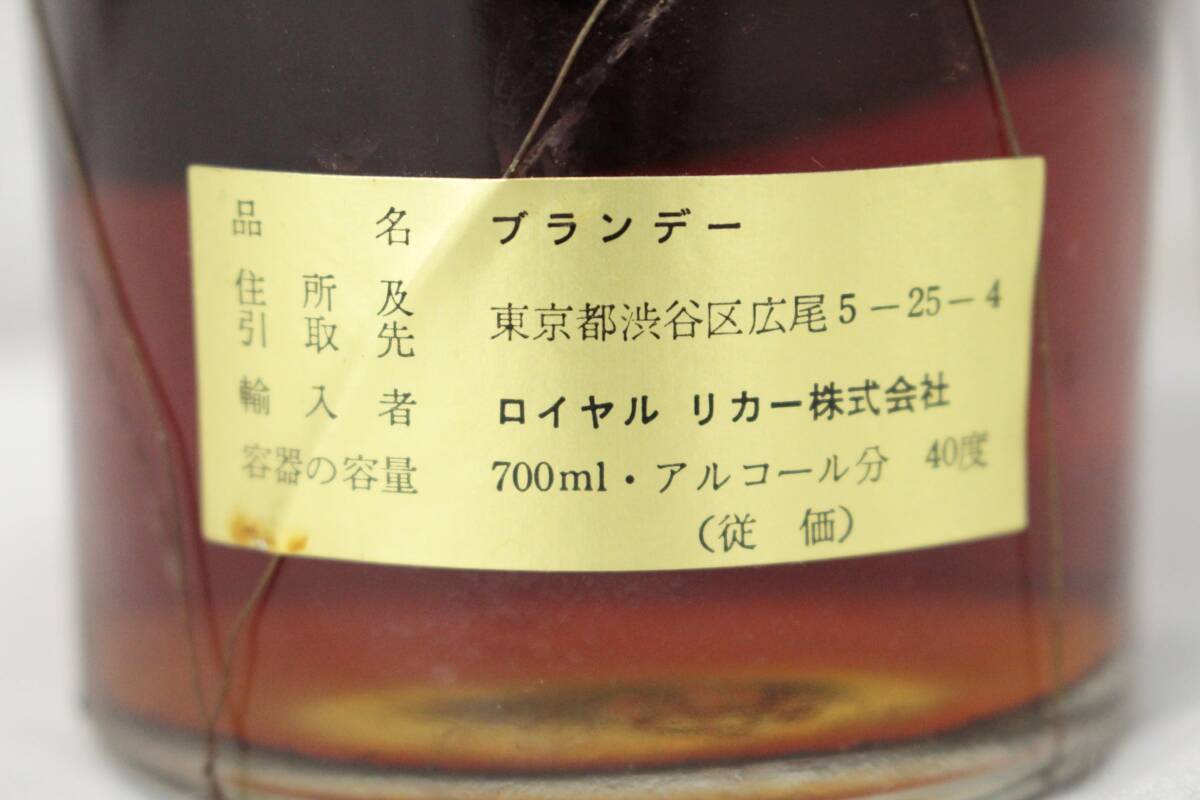 品名 ブランデー
住所及引取先 東京都渋谷区広尾5-25-4
輸入者 ロイヤル リカー株式会社
容器の容量 700ml・アルコール分 40度
(従 価)